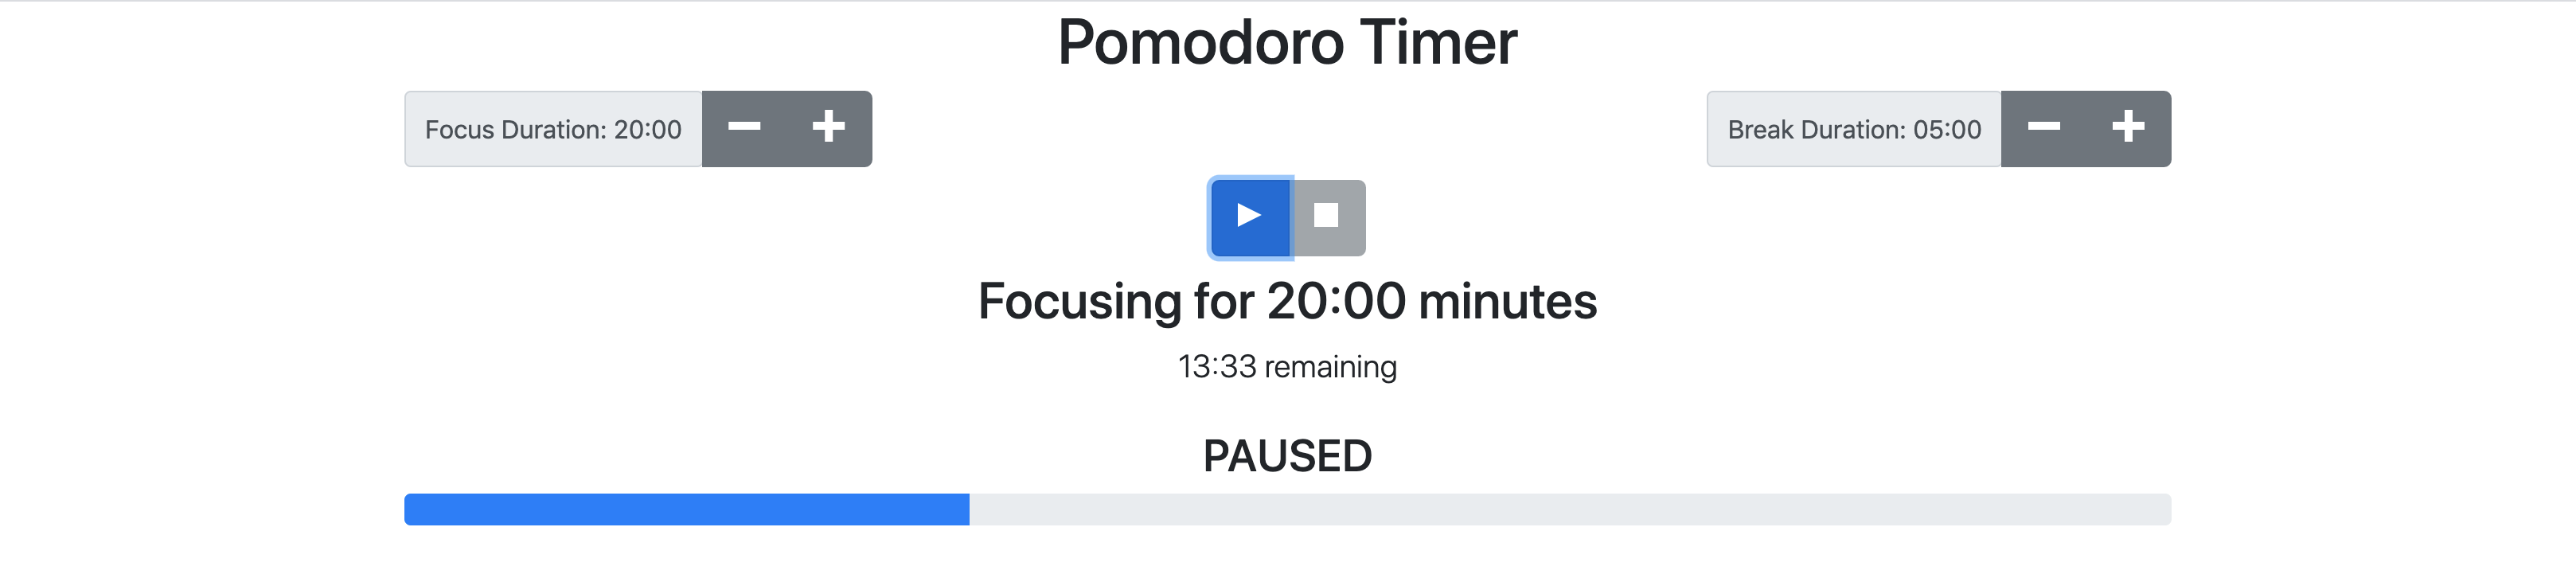 Pomodoro Timer
Focus Duration: 20:00
Break Duration: 05:00
Focusing for 20:00 minutes
13:33 remaining
PAUSED